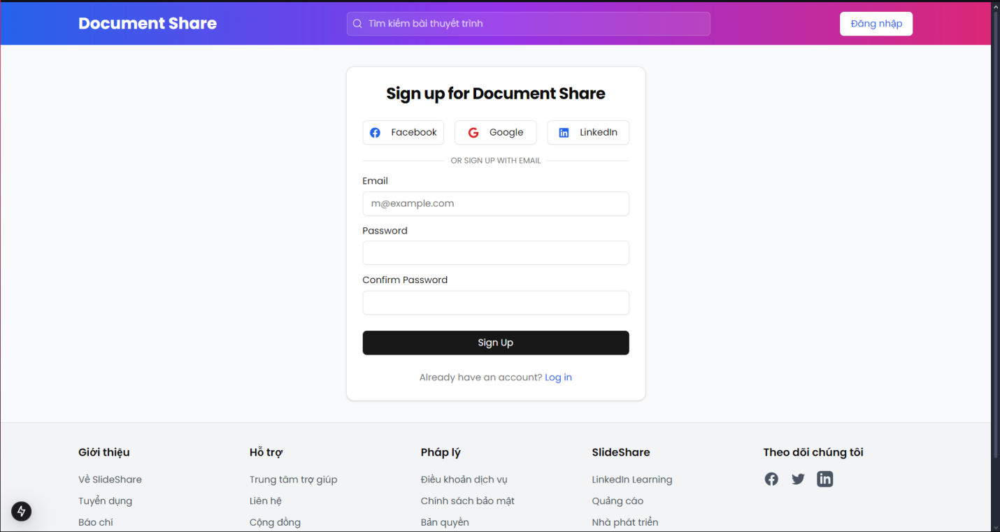 Document Share
Tìm kiếm bài thuyết trình
Đăng nhập
Sign up for Document Share
Facebook
Google
LinkedIn
OR SIGN UP WITH EMAIL
Email
m@example.com
Password
Confirm Password
Sign Up
Already have an account? Log in
Giới thiệu
Về SlideShare
Tuyển dụng
Báo chí
Hỗ trợ
Trung tâm trợ giúp
Liên hệ
Cộng đồng
Pháp lý
Điều khoản dịch vụ
Chính sách bảo mật
Bản quyền
SlideShare
LinkedIn Learning
Quảng cáo
Nhà phát triển
Theo dõi chúng tôi